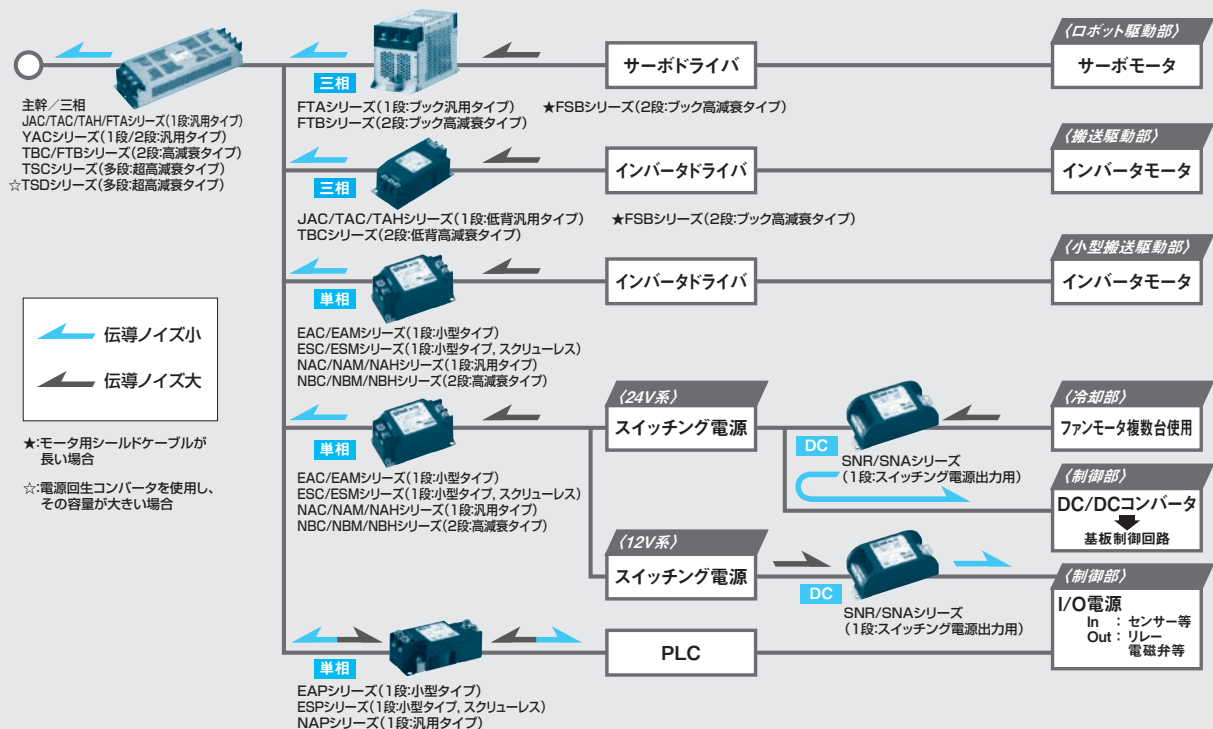 主幹／三相
JAC/TAC/TAH/FTAシリーズ(1段:汎用タイプ)
YACシリーズ(1段/2段:汎用タイプ)
TBC/FTBシリーズ(2段:高減衰タイプ)
TSCシリーズ(多段:超高減衰タイプ)
☆TSDシリーズ(多段:超高減衰タイプ)
伝導ノイズ小
伝導ノイズ大
★:モータ用シールドケーブルが
長い場合
☆:電源回生コンバータを使用し、
その容量が大きい場合
三相
FTAシリーズ(1段:ブック汎用タイプ) ★FSBシリーズ(2段:ブック高減衰タイプ)
FTBシリーズ(2段:ブック高減衰タイプ)
サーボドライバ
〈ロボット駆動部〉
サーボモータ
三相
JAC/TAC/TAHシリーズ(1段:低背汎用タイプ) ★FSBシリーズ(2段:ブック高減衰タイプ)
TBCシリーズ(2段:低背高減衰タイプ)
インバータドライバ
〈搬送駆動部〉
インバータモータ
単相
EAC/EAMシリーズ(1段:小型タイプ)
ESC/ESMシリーズ(1段:小型タイプ, スクリューレス)
NAC/NAM/NAHシリーズ(1段:汎用タイプ)
NBC/NBM/NBHシリーズ(2段:高減衰タイプ)
インバータドライバ
〈小型搬送駆動部〉
インバータモータ
単相
EAC/EAMシリーズ(1段:小型タイプ)
ESC/ESMシリーズ(1段:小型タイプ, スクリューレス)
NAC/NAM/NAHシリーズ(1段:汎用タイプ)
NBC/NBM/NBHシリーズ(2段:高減衰タイプ)
〈24V系〉
スイッチング電源
DC
SNR/SNAシリーズ
(1段:スイッチング電源出力用)
〈冷却部〉
ファンモータ複数台使用
〈制御部〉
DC/DCコンバータ
基板制御回路
〈12V系〉
スイッチング電源
DC
SNR/SNAシリーズ
(1段:スイッチング電源出力用)
〈制御部〉
I/O電源
In : センサー等
Out : リレー
電磁弁等
単相
EAPシリーズ(1段:小型タイプ)
ESPシリーズ(1段:小型タイプ, スクリューレス)
NAPシリーズ(1段:汎用タイプ)
PLC